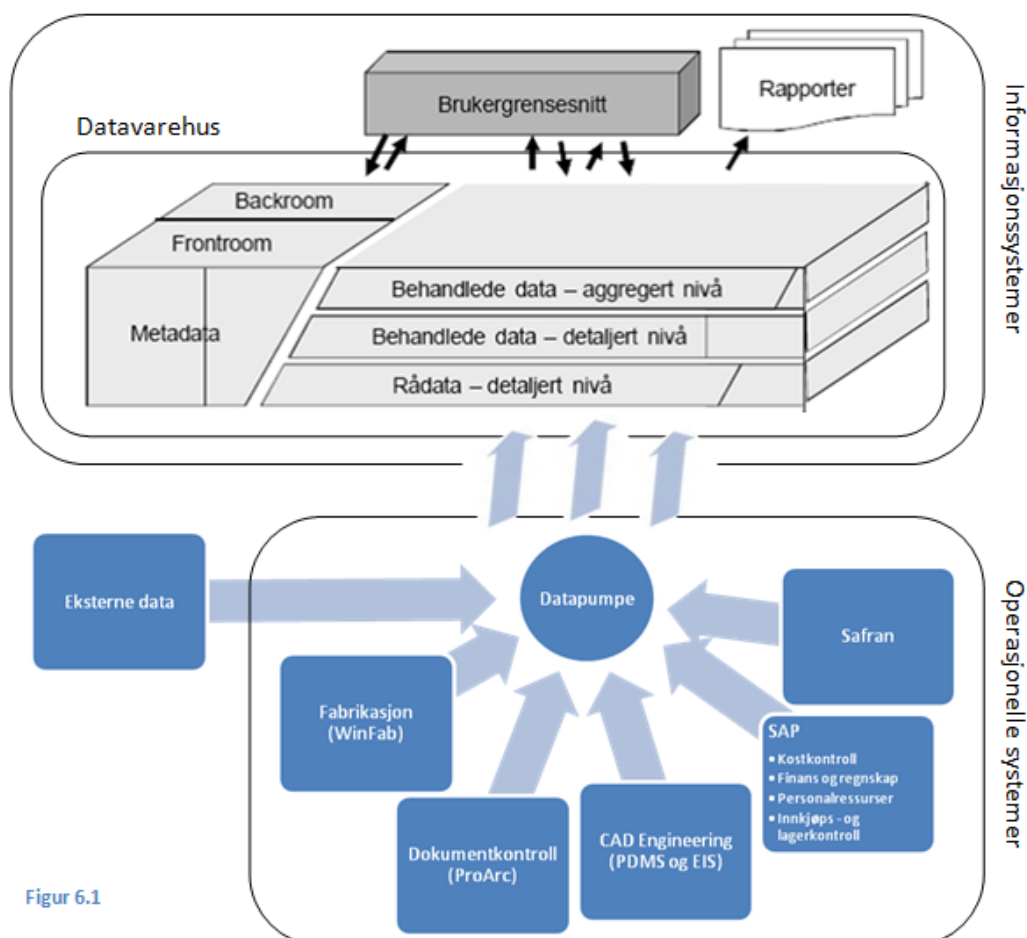 Brukergrensesnitt
Rapporter
Datavarehus
Informasjonssystemer
Backroom
Frontroom
Metadata
Behandlede data – aggregert nivå
Behandlede data – detaljert nivå
Rådata – detaljert nivå
Eksterne data
Datapumpe
Safran
Operasjonelle systemer
Fabrikasjon
(WinFab)
SAP
▪ Kostkontroll
▪ Finans og regnskap
▪ Personalressurser
▪ Innkjøps - og
lagerkontroll
Dokumentkontroll
(ProArc)
CAD Engineering
(PDMS og EIS)
Figur 6.1